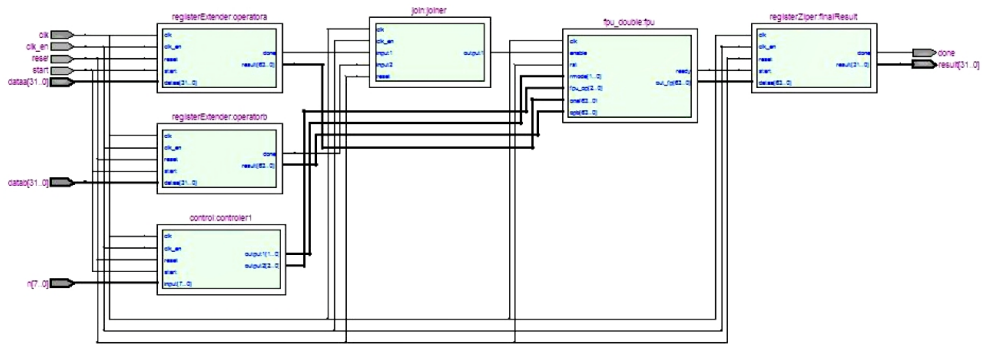 registerExtender:operatora
join:joiner
fpu_double:fpu
registerZiper:finalResult
clk
clk_en
reset
start
dataa[31..0]
clk
clk_en
reset
start
dataa[31..0]
done
result[63..0]
clk
clk_en
input1
input2
reset
output1
clk
enable
rst
rmode[1..0]
fpu_op[2..0]
opa[63..0]
opb[63..0]
ready
out_fp[63..0]
clk
clk_en
reset
start
dataa[63..0]
done
result[31..0]
done
result[31..0]
registerExtender:operatorb
datab[31..0]
clk
clk_en
reset
start
dataa[31..0]
done
result[63..0]
control:controler1
n[7..0]
clk
clk_en
reset
start
input[7..0]
output1[1..0]
output2[2..0]